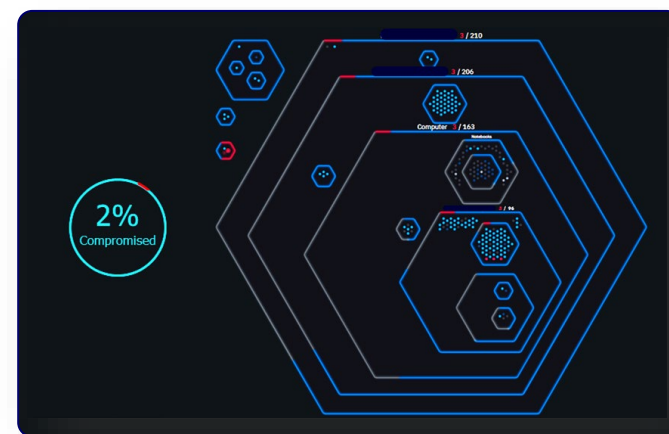 3 / 210
3 / 206
Computer 3 / 163
Notebooks
3 / 96
2%
Compromised